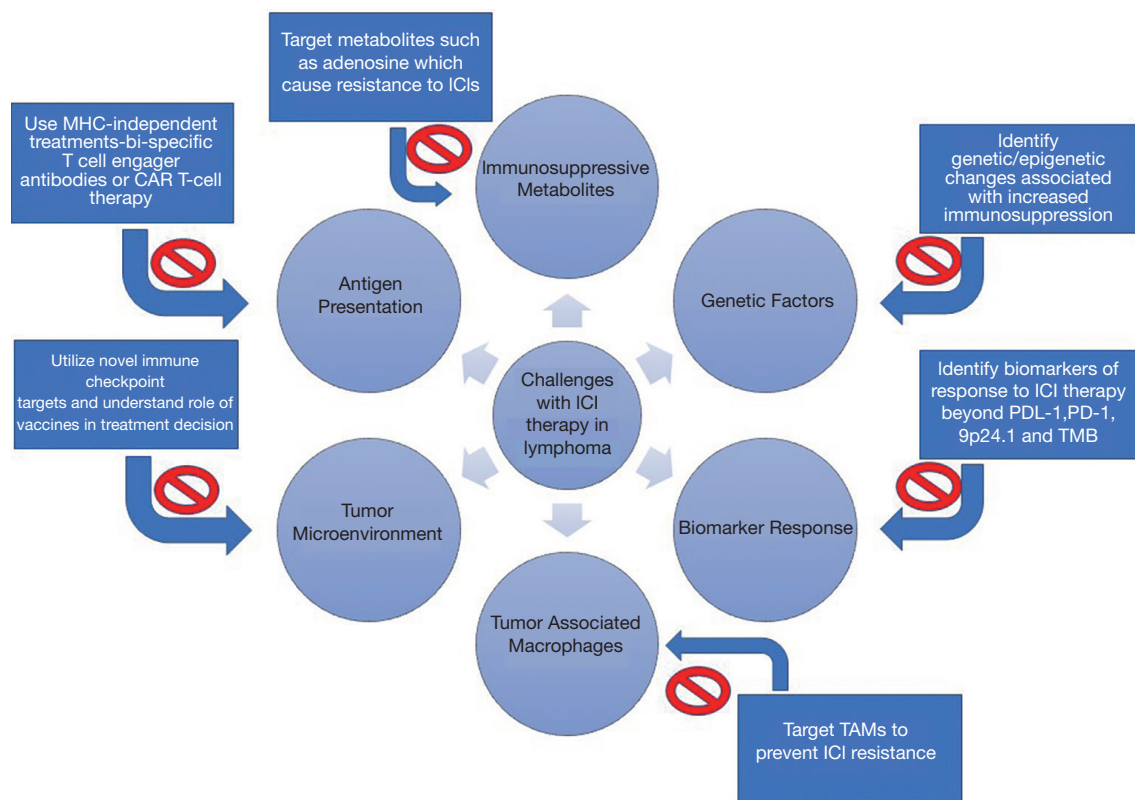 Target metabolites such
as adenosine which
cause resistance to ICIs
Use MHC-independent
treatments-bi-specific
T cell engager
antibodies or CAR T-cell
therapy
Immunosuppressive
Metabolites
Identify
genetic/epigenetic
changes associated
with increased
immunosuppression
Antigen
Presentation
Genetic Factors
Utilize novel immune
checkpoint
targets and understand role of
vaccines in treatment decision
Challenges
with ICI
therapy in
lymphoma
Identify biomarkers of
response to ICI therapy
beyond PDL-1,PD-1,
9p24.1 and TMB
Tumor
Microenvironment
Biomarker Response
Tumor Associated
Macrophages
Target TAMs to
prevent ICI resistance